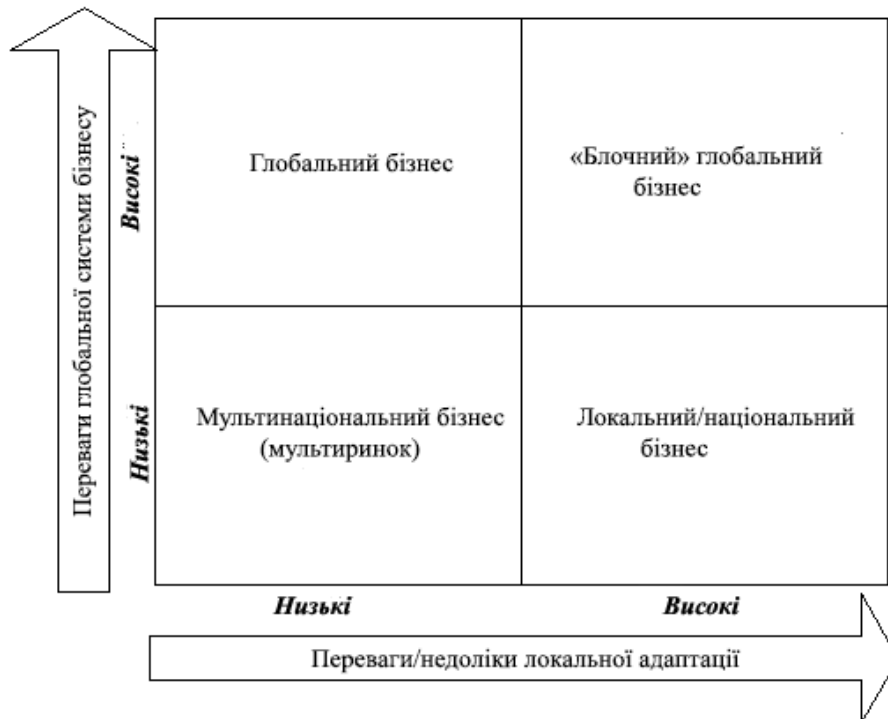 Переваги глобальної системи бізнесу
Високі
Глобальний бізнес
«Блочний» глобальний
бізнес
Низькі
Мультинаціональний бізнес
(мультиринок)
Локальний/національний
бізнес
Низькі
Високі
Переваги/недоліки локальної адаптації